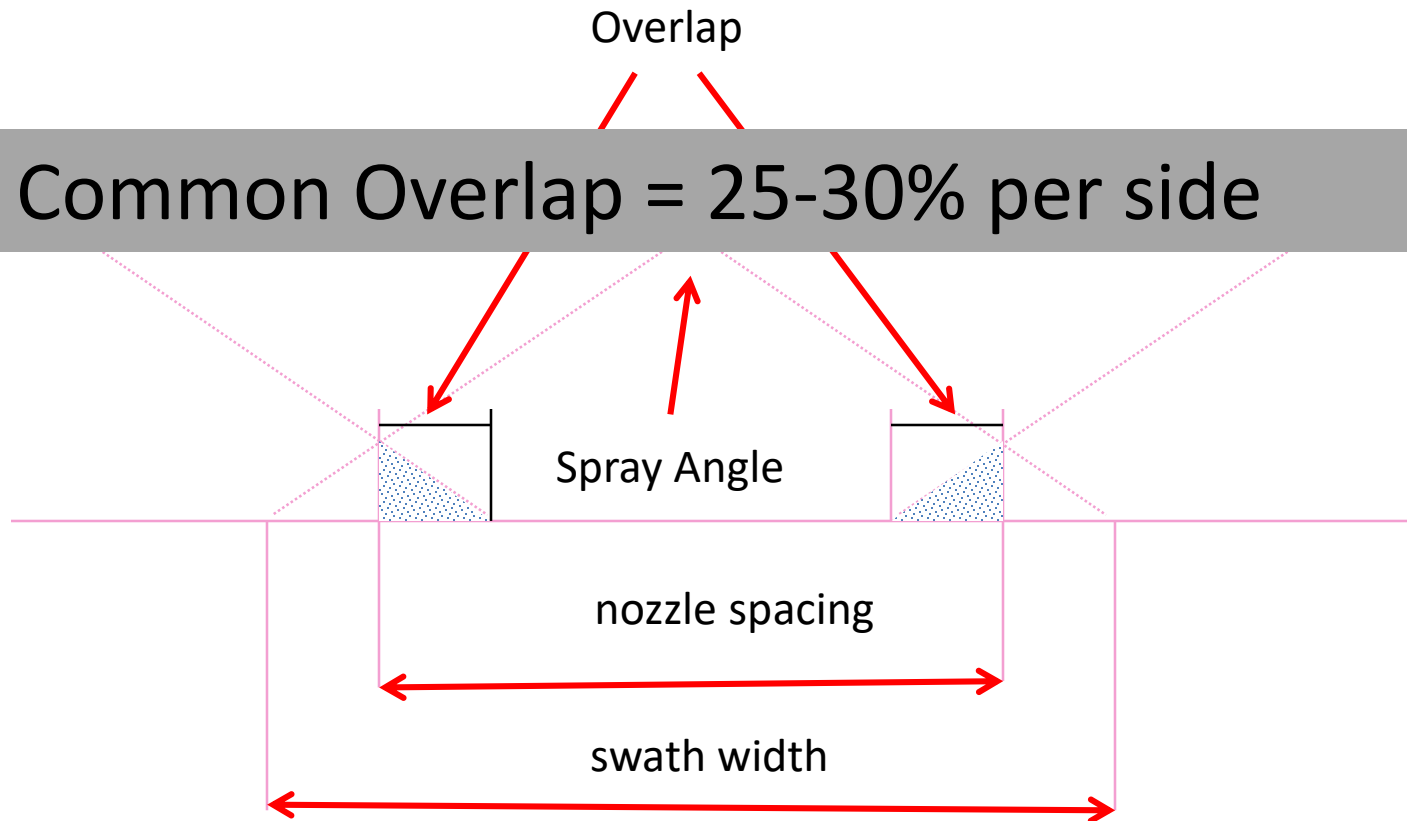 Overlap
Common Overlap = 25-30% per side
Spray Angle
nozzle spacing
swath width